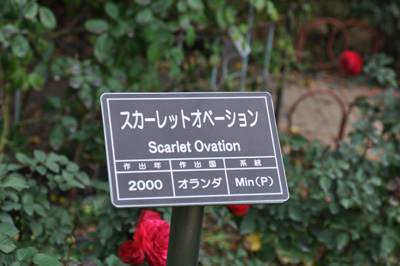 スカーレットオベーション
Scarlet Ovation
作出年 作出国 系統
2000 オランダ Min(P)